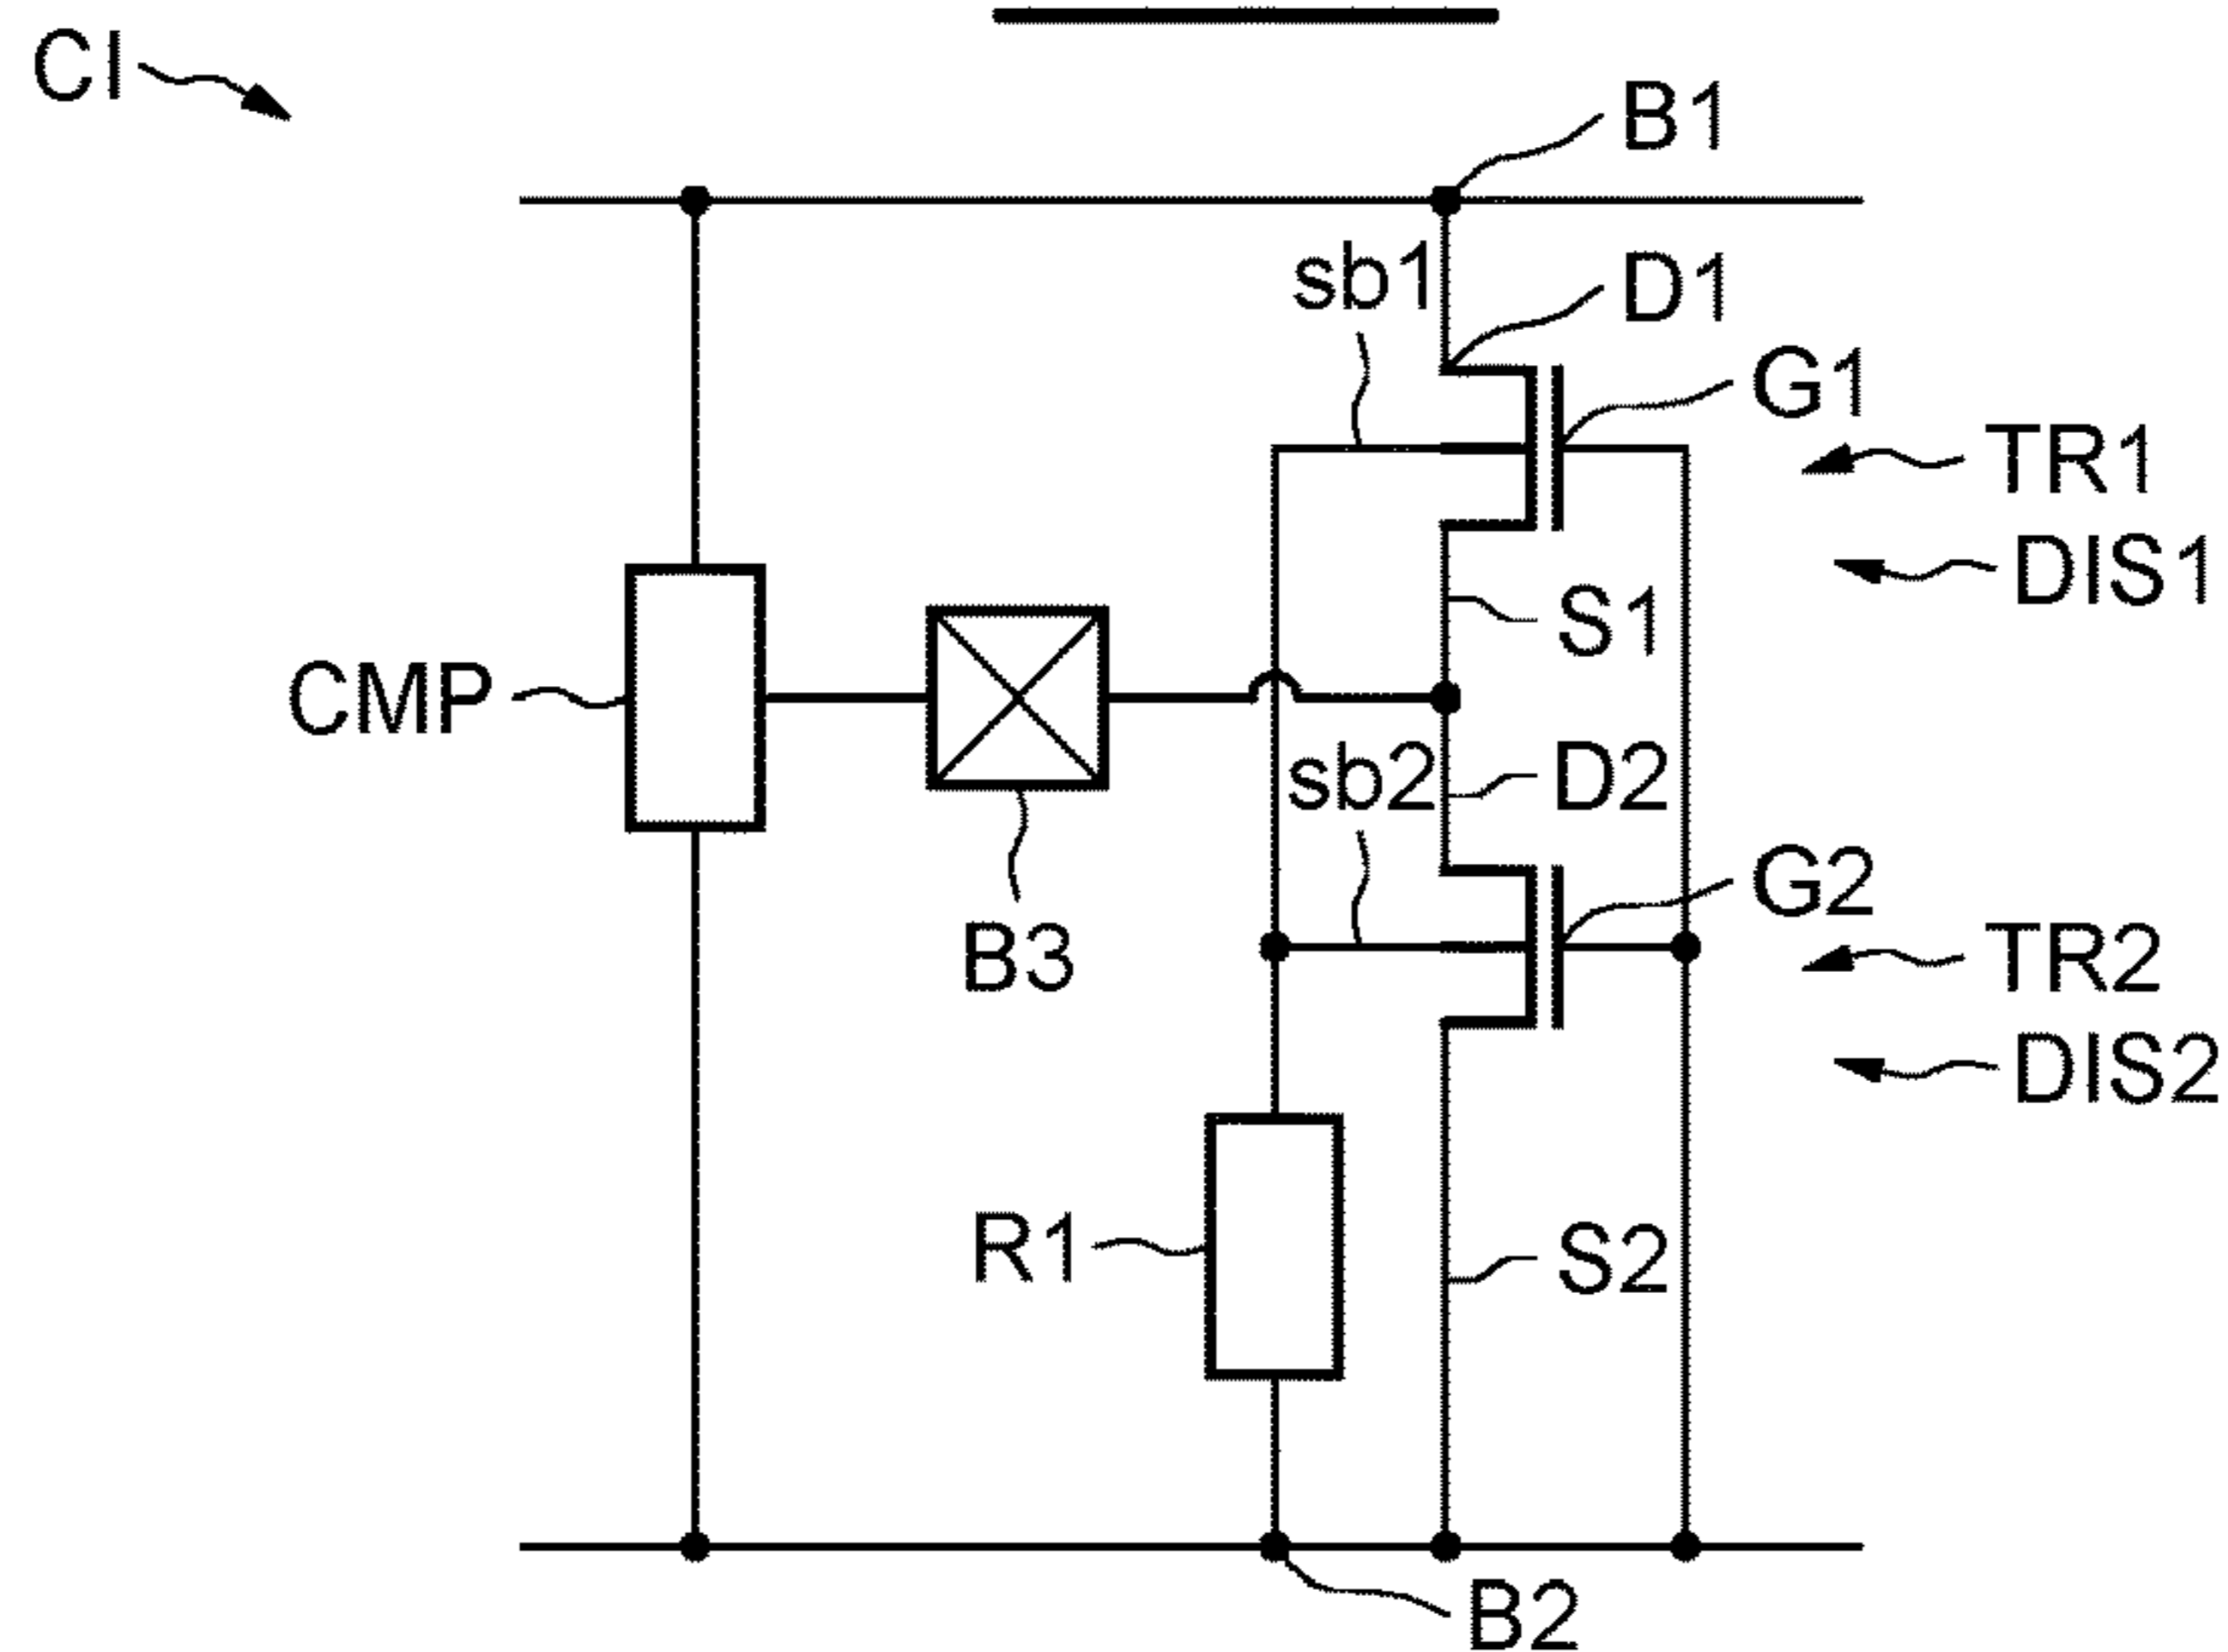 CI
B1
sb1
D1
G1
TR1
DIS1
S1
CMP
sb2
D2
G2
B3
TR2
DIS2
R1
S2
B2